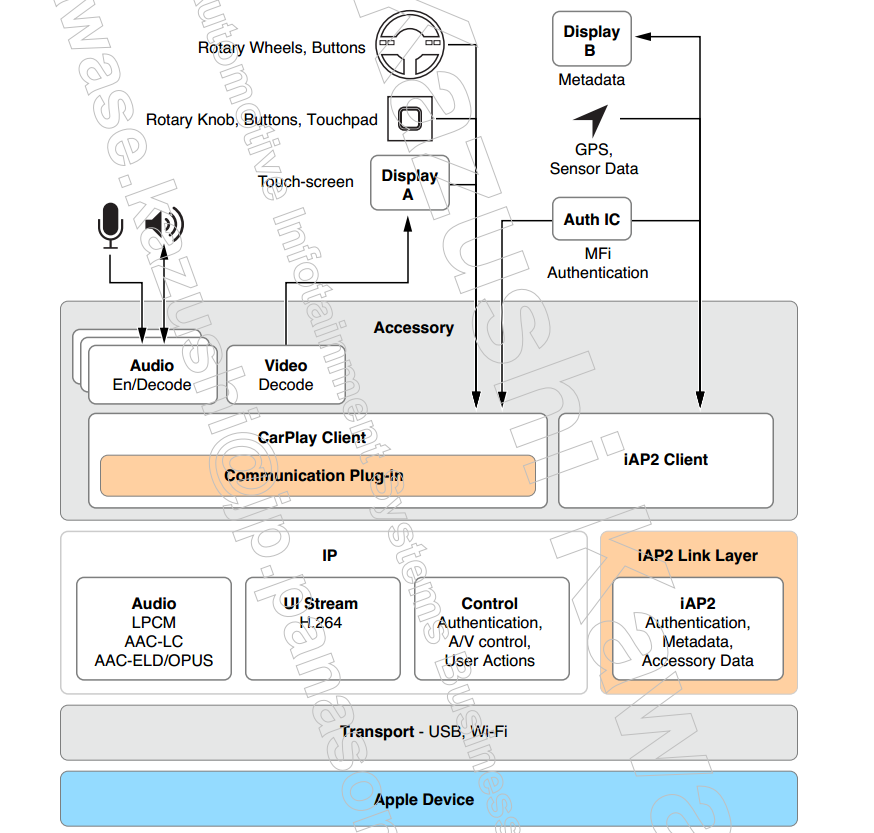 Rotary Wheels, Buttons
Display
B
Metadata
Rotary Knob, Buttons, Touchpad
GPS,
Sensor Data
Touch-screen
Display
A
Auth IC
MFi
Authentication
Accessory
Audio
En/Decode
Video
Decode
CarPlay Client
Communication Plug-In
iAP2 Client
IP
iAP2 Link Layer
Audio
LPCM
AAC-LC
AAC-ELD/OPUS
UI Stream
H.264
Control
Authentication,
A/V control,
User Actions
iAP2
Authentication,
Metadata,
Accessory Data
Transport - USB, Wi-Fi
Apple Device
wase.kazushi@jp.panason
Automotive Infotainment Systems Business
Kazushi
Iwawa